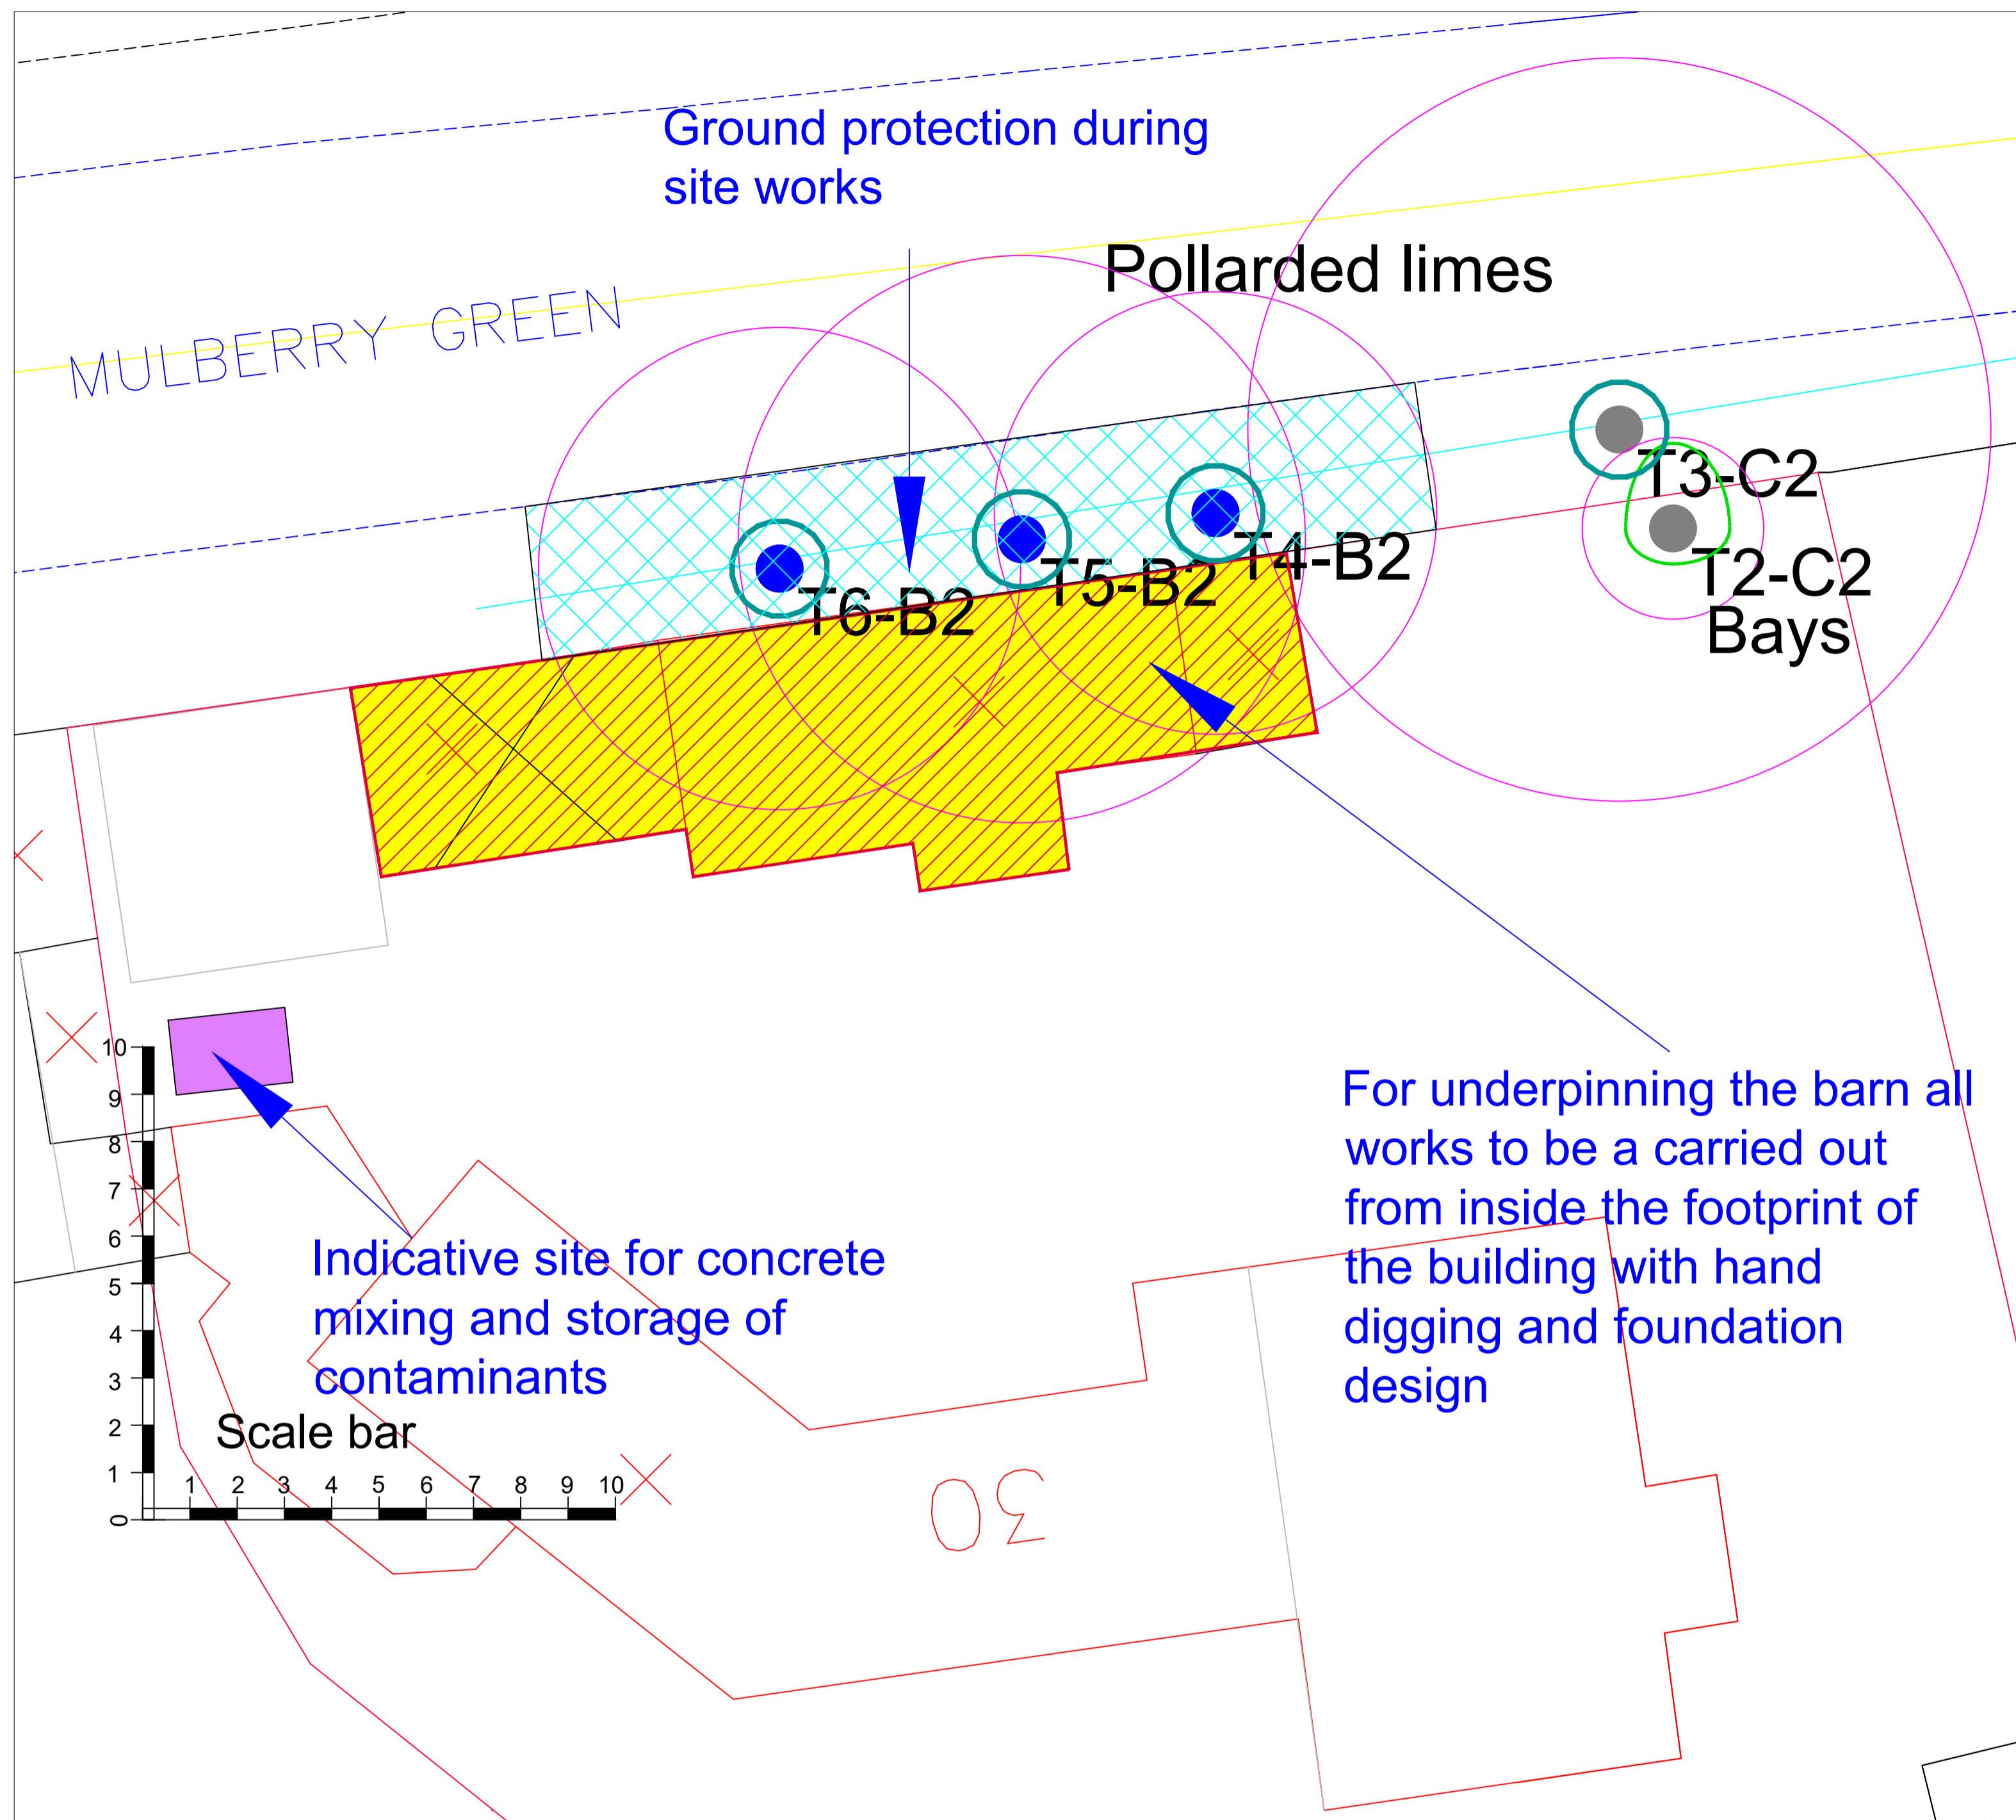 Ground protection during
site works
Pollarded limes
MULBERRY GREEN
T3-C2
T4-B2
T5-B2
T6-B2
T2-C2
Bays
For underpinning the barn all
works to be a carried out
from inside the footprint of
the building with hand
digging and foundation
design
Indicative site for concrete
mixing and storage of
contaminants
Scale bar
10
9
8
7
6
5
4
3
2
1
0
1 2 3 4 5 6 7 8 9 10
30